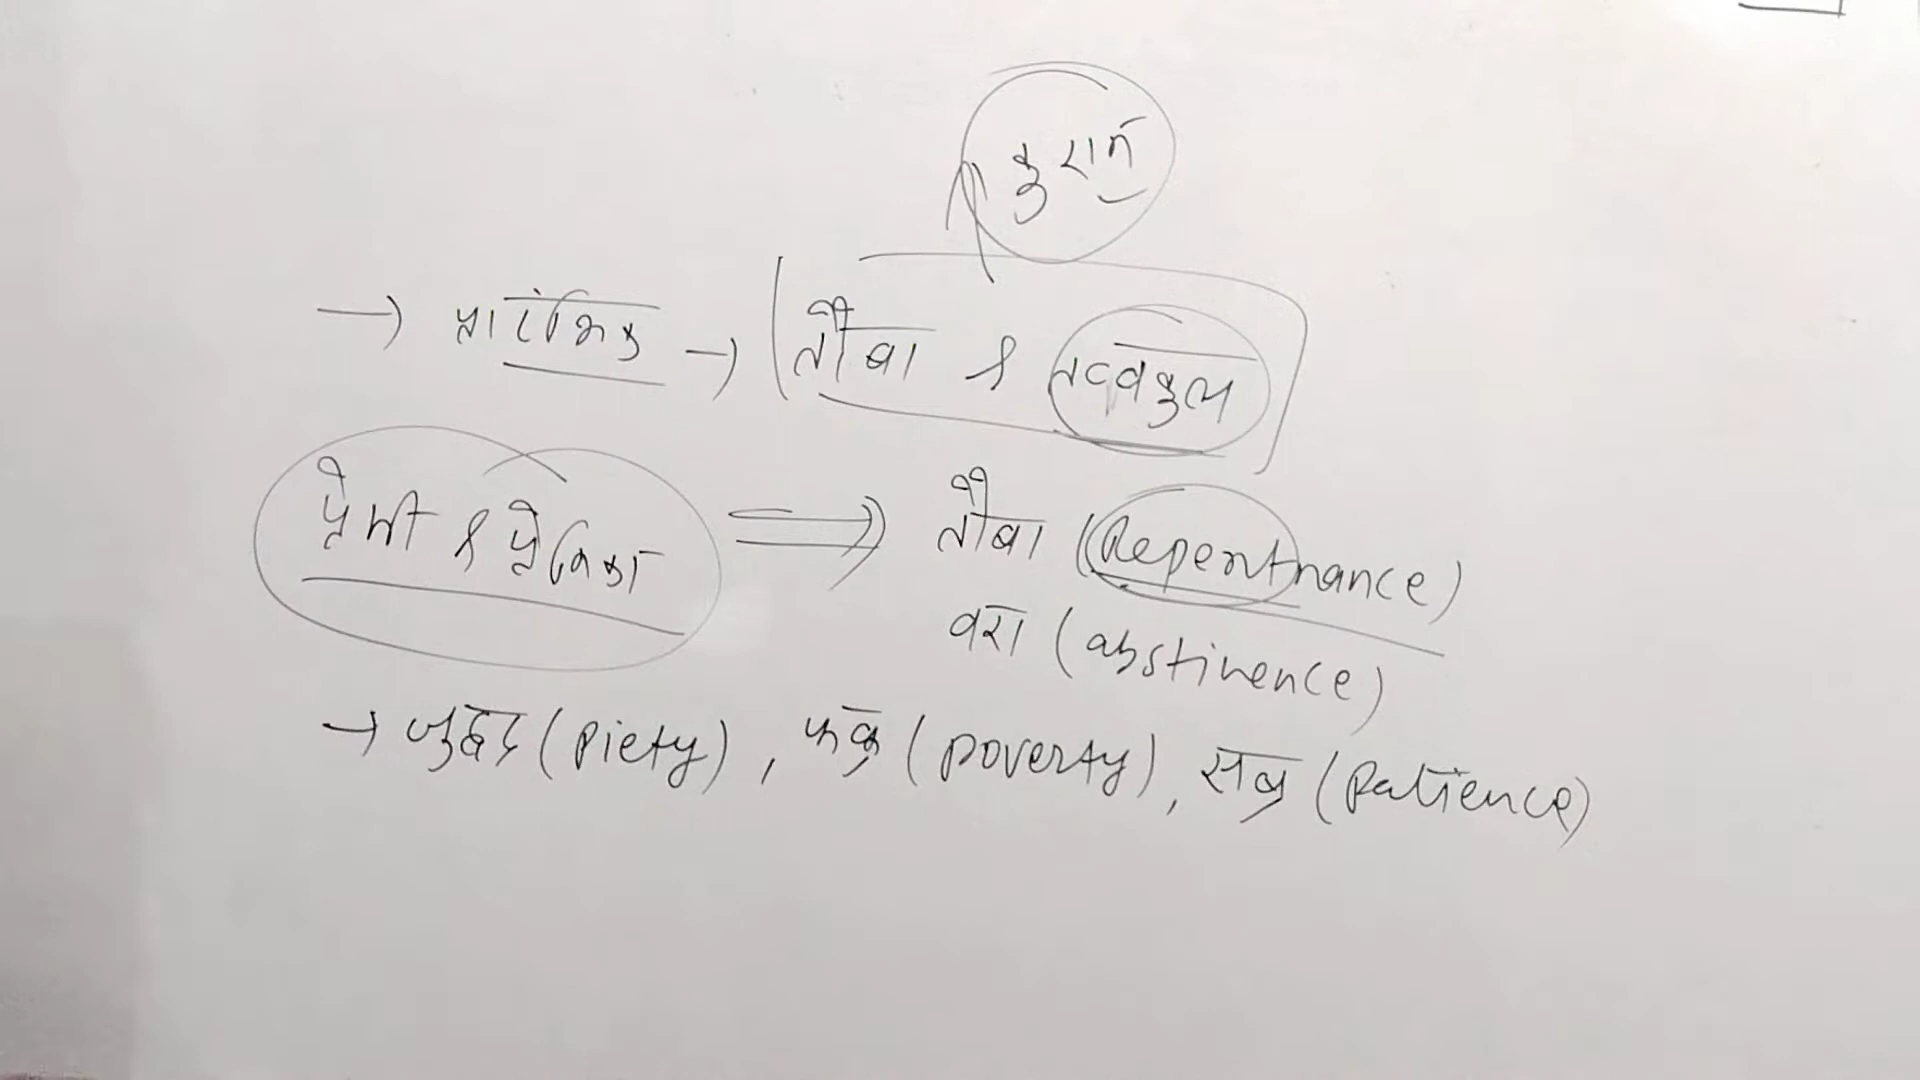 कुरान
→ प्रारंभिक → तौबा & तवक्कुल
प्रेमी & प्रेमिका ⇒ तौबा (Repentnance)
वरा (abstinence)
→ जुहद (Piety), फक्र (poverty), सब्र (Patience)